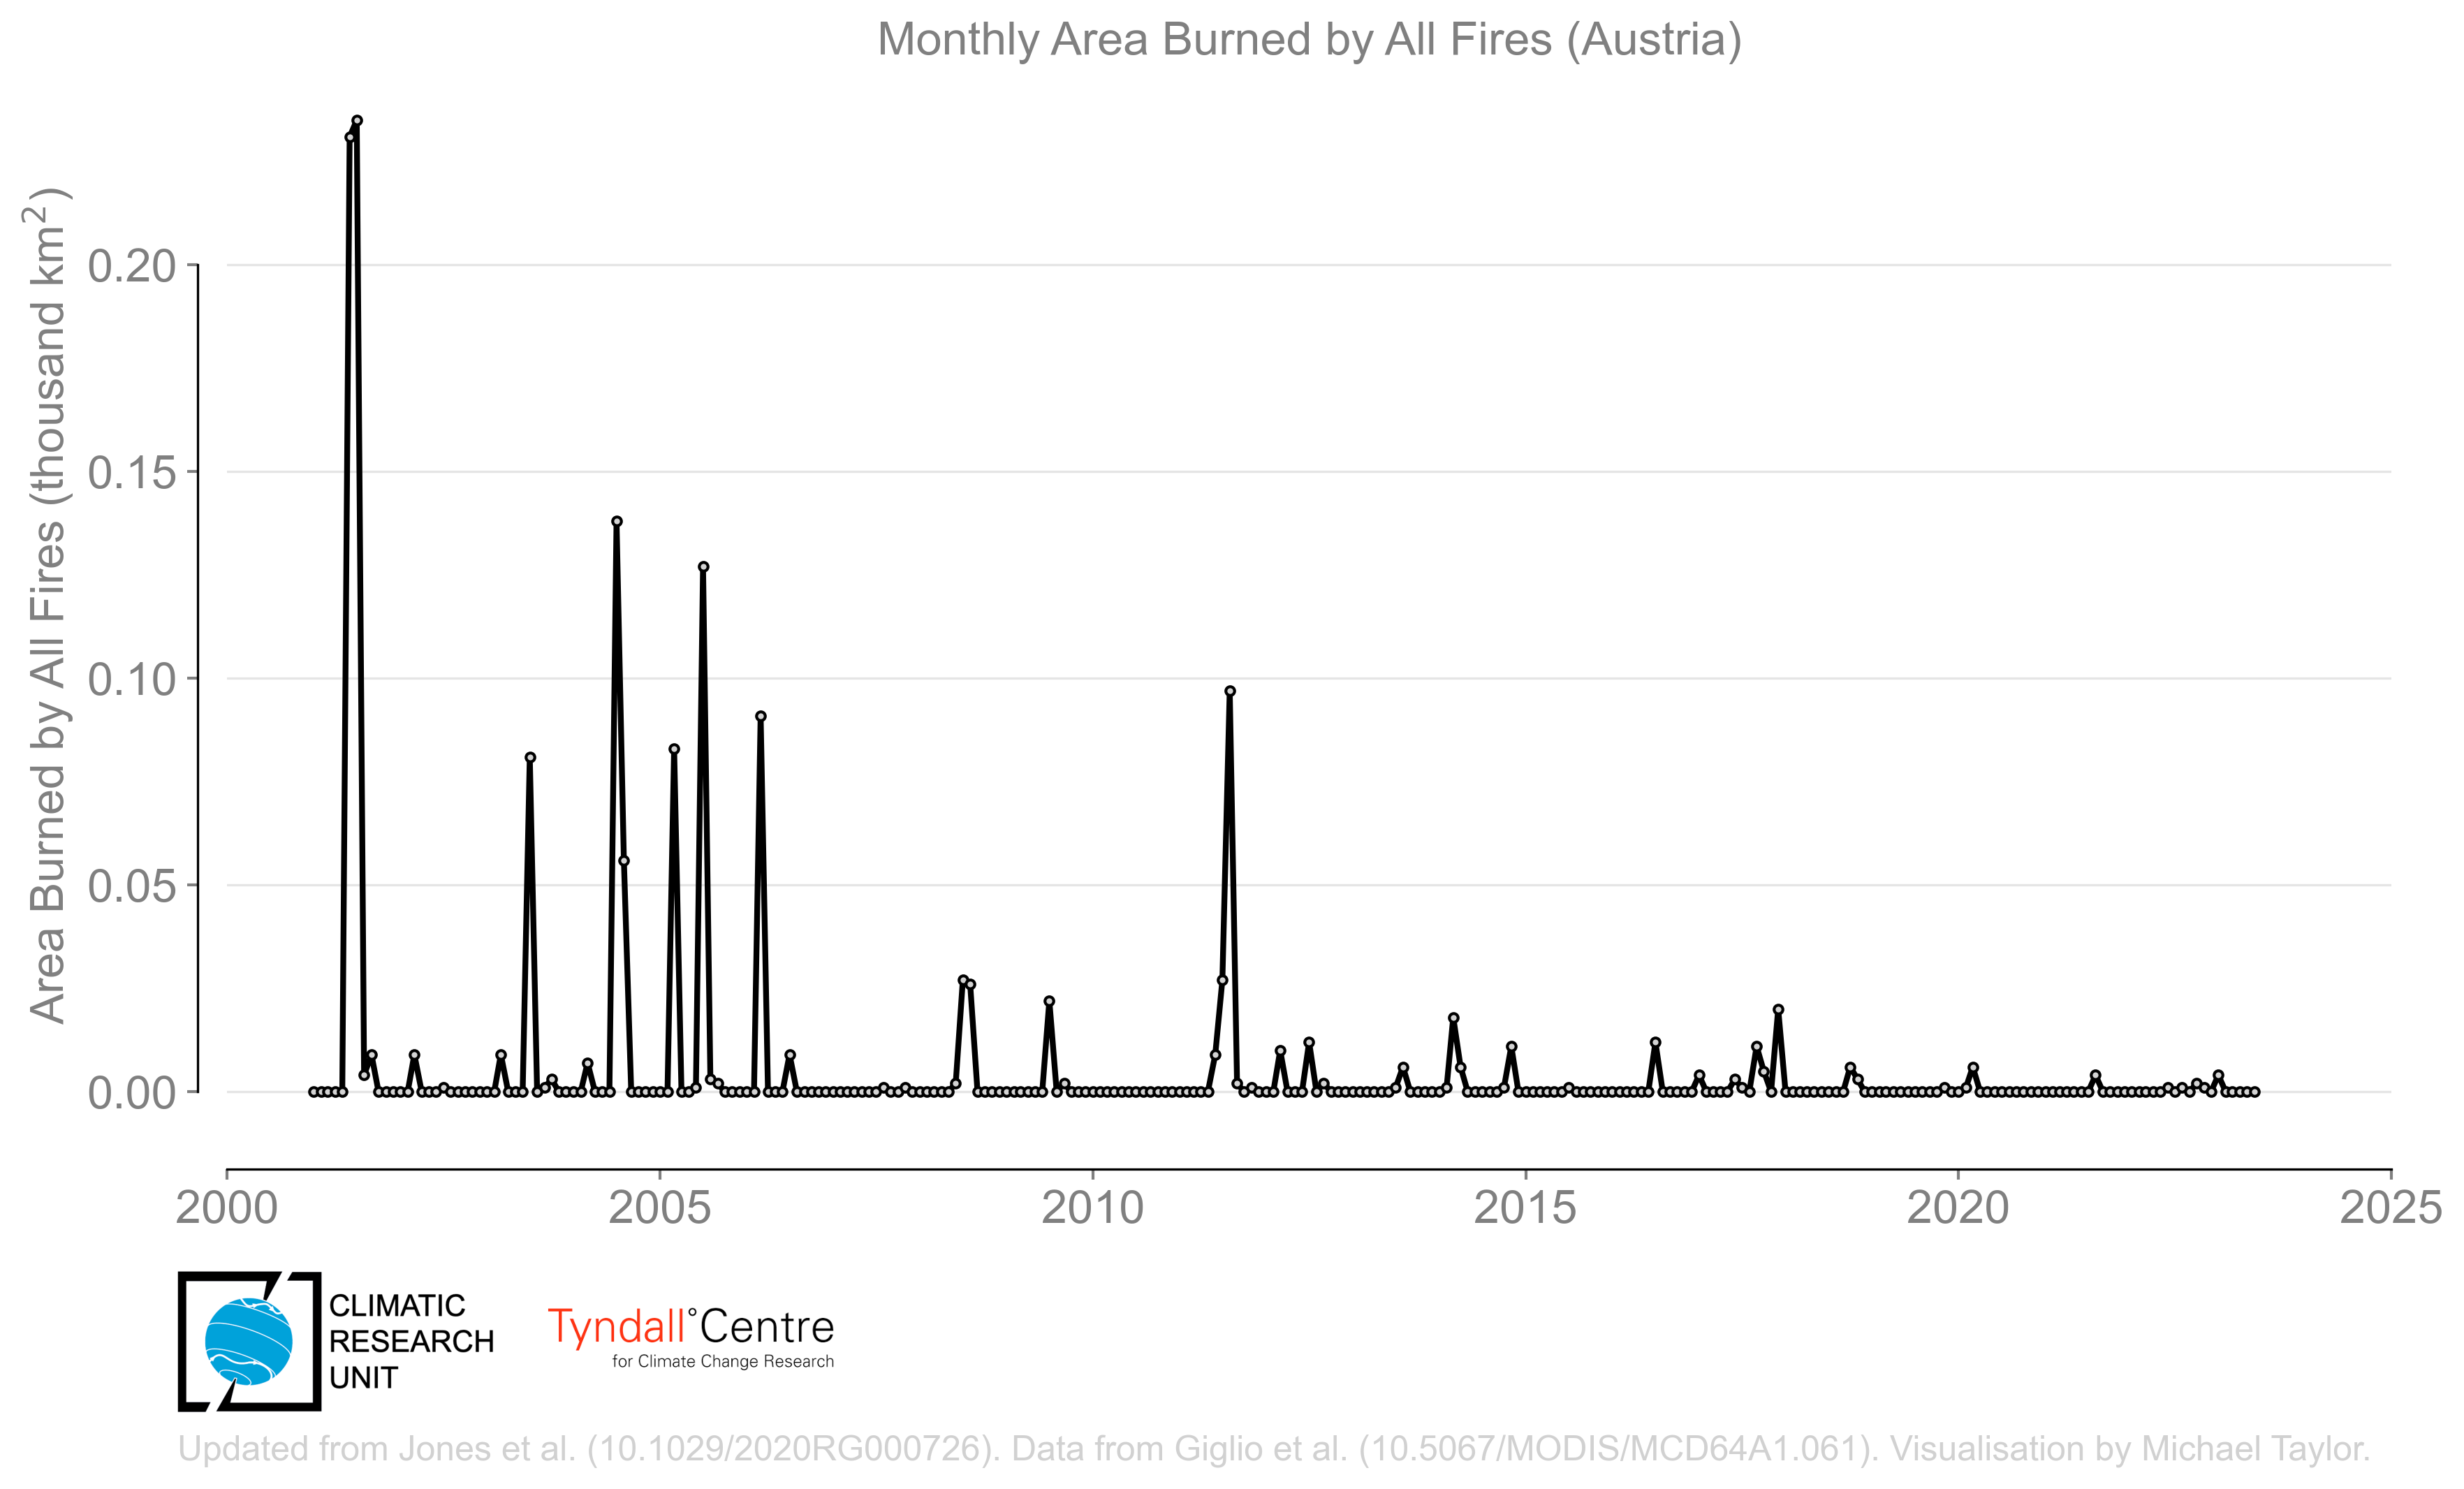 Monthly Area Burned by All Fires (Austria)
Area Burned by All Fires (thousand km²)
0.20
0.15
0.10
0.05
0.00
2000 2005 2010 2015 2020 2025
CLIMATIC
RESEARCH
UNIT
Tyndall°Centre
for Climate Change Research
Updated from Jones et al. (10.1029/2020RG000726). Data from Giglio et al. (10.5067/MODIS/MCD64A1.061). Visualisation by Michael Taylor.